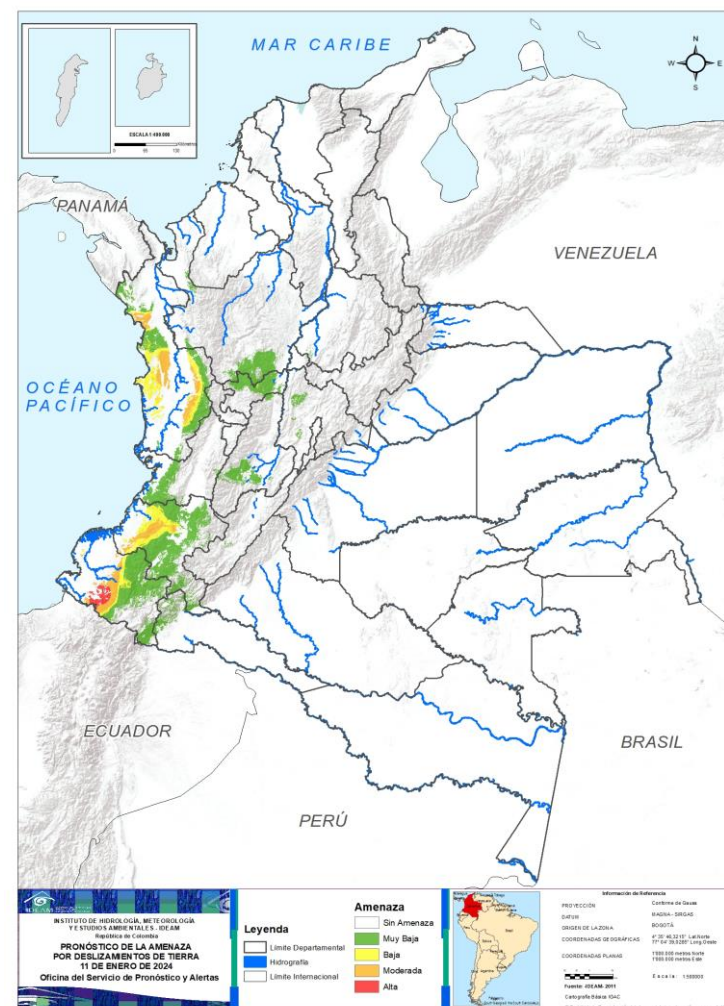 MAR CARIBE
N
W
E
S
ESCALA 1:400.000
PANAMÁ
VENEZUELA
OCÉANO
PACÍFICO
ECUADOR
BRASIL
PERÚ
IDEAM
INSTITUTO DE HIDROLOGÍA, METEOROLOGÍA
Y ESTUDIOS AMBIENTALES - IDEAM
República de Colombia
PRONÓSTICO DE LA AMENAZA
POR DESLIZAMIENTOS DE TIERRA
11 DE ENERO DE 2024
Oficina del Servicio de Pronóstico y Alertas
Leyenda
Límite Departamental
Hidrografía
Límite Internacional
Amenaza
Sin Amenaza
Muy Baja
Baja
Moderada
Alta
Información de Referencia
PROYECCIÓN Conforme de Gauss
DATUM MAGNA - SIRGAS
ORIGEN DE LA ZONA BOGOTÁ
COORDENADAS GEOGRÁFICAS
COORDENADAS PLANAS
Fuente: IDEAM- 2011
Cartografía Básica IGAC